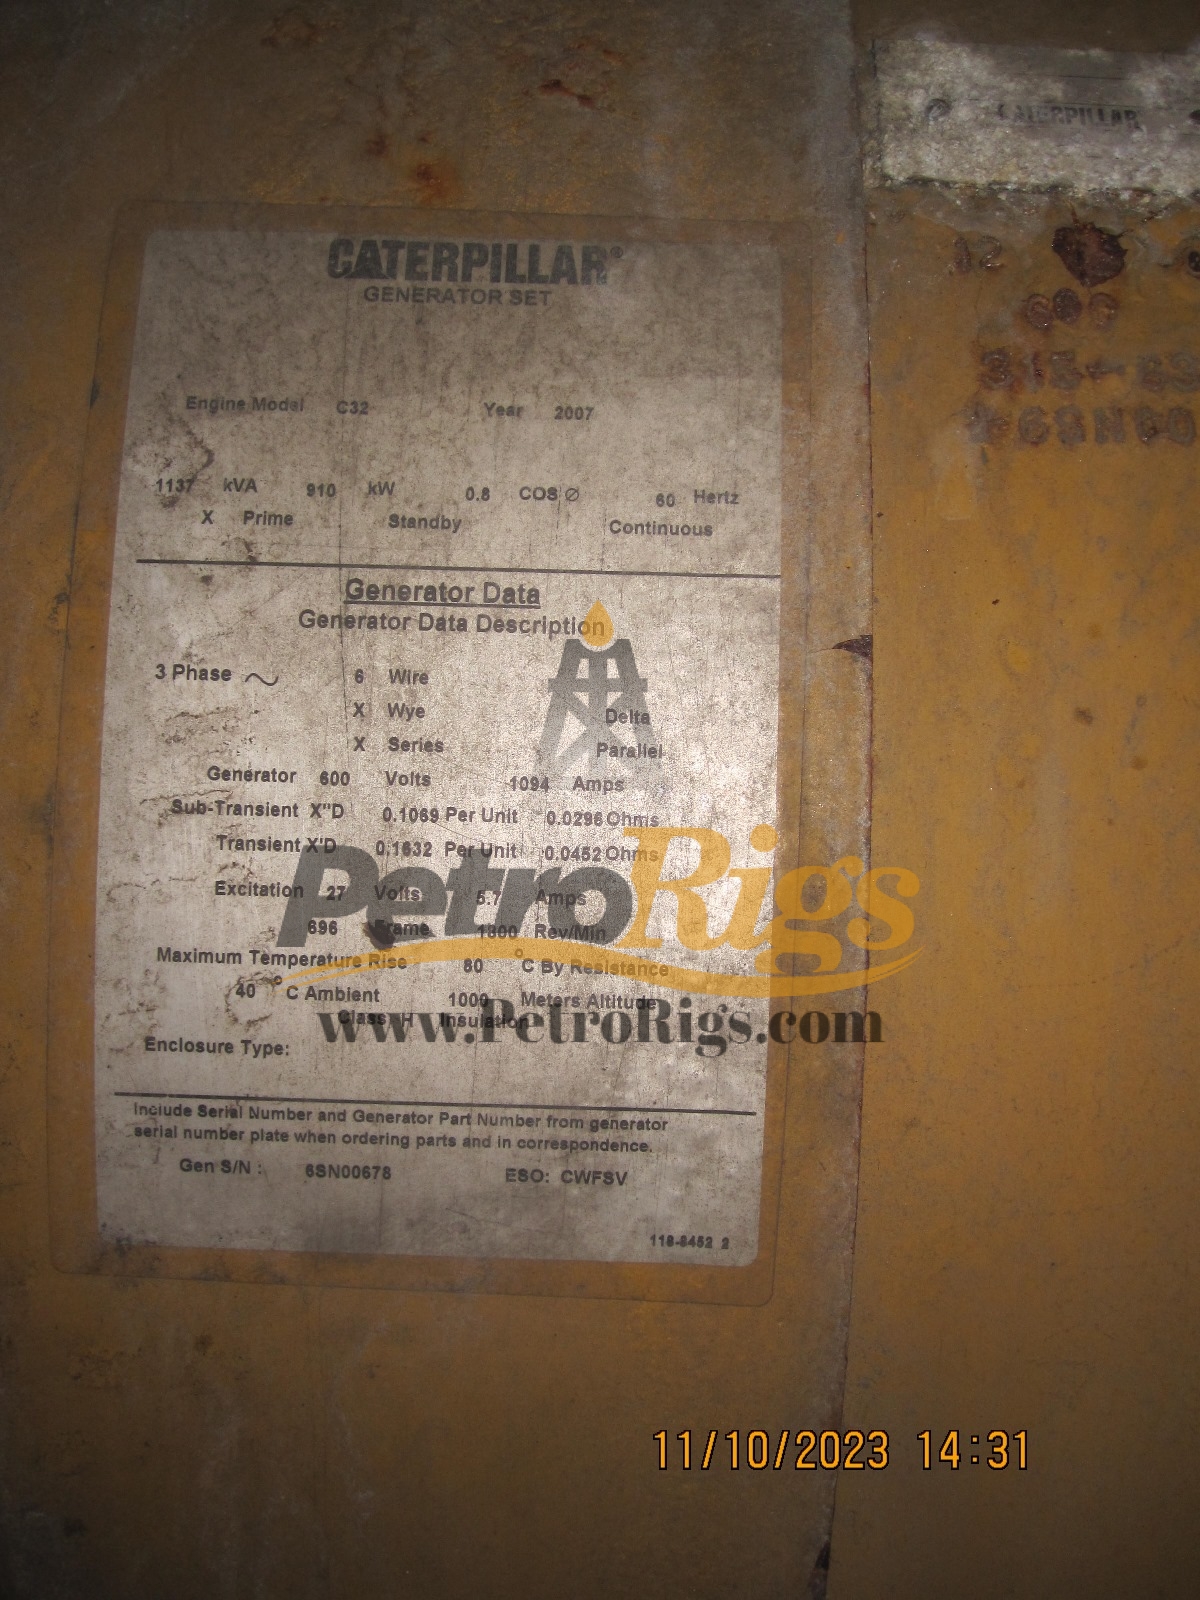 CATERPILLAR®
GENERATOR SET
Engine Model C32 Year 2007
1137 kVA 910 kW 0.8 COS Ø 60 Hertz
X Prime Standby Continuous
Generator Data
Generator Data Description
3 Phase 6 Wire
X Wye Delta
X Series Parallel
Generator 600 Volts 1094 Amps
Sub-Transient X"D 0.1069 Per Unit 0.0296 Ohms
Transient X'D 0.1632 Per Unit 0.0452 Ohms
Excitation 27 Volts 5.7 Amps
696 Frame 1800 Rev/Min
Maximum Temperature Rise 80 °C By Resistance
40 °C Ambient 1000 Meters Altitude
Class H Insulation
Enclosure Type:
Include Serial Number and Generator Part Number from generator
serial number plate when ordering parts and in correspondence.
Gen S/N : 6SN00678 ESO: CWFSV
118-8452 2
CATERPILLAR
PetroRigs
www.PetroRigs.com
11/10/2023 14:31